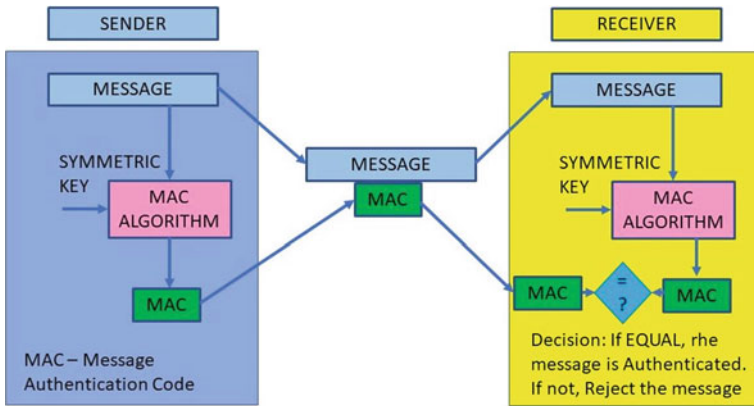 SENDER
MESSAGE
SYMMETRIC
KEY
MAC
ALGORITHM
MAC
MAC – Message
Authentication Code
MESSAGE
MAC
RECEIVER
MESSAGE
SYMMETRIC
KEY
MAC
ALGORITHM
MAC
=
?
MAC
Decision: If EQUAL, rhe
message is Authenticated.
If not, Reject the message